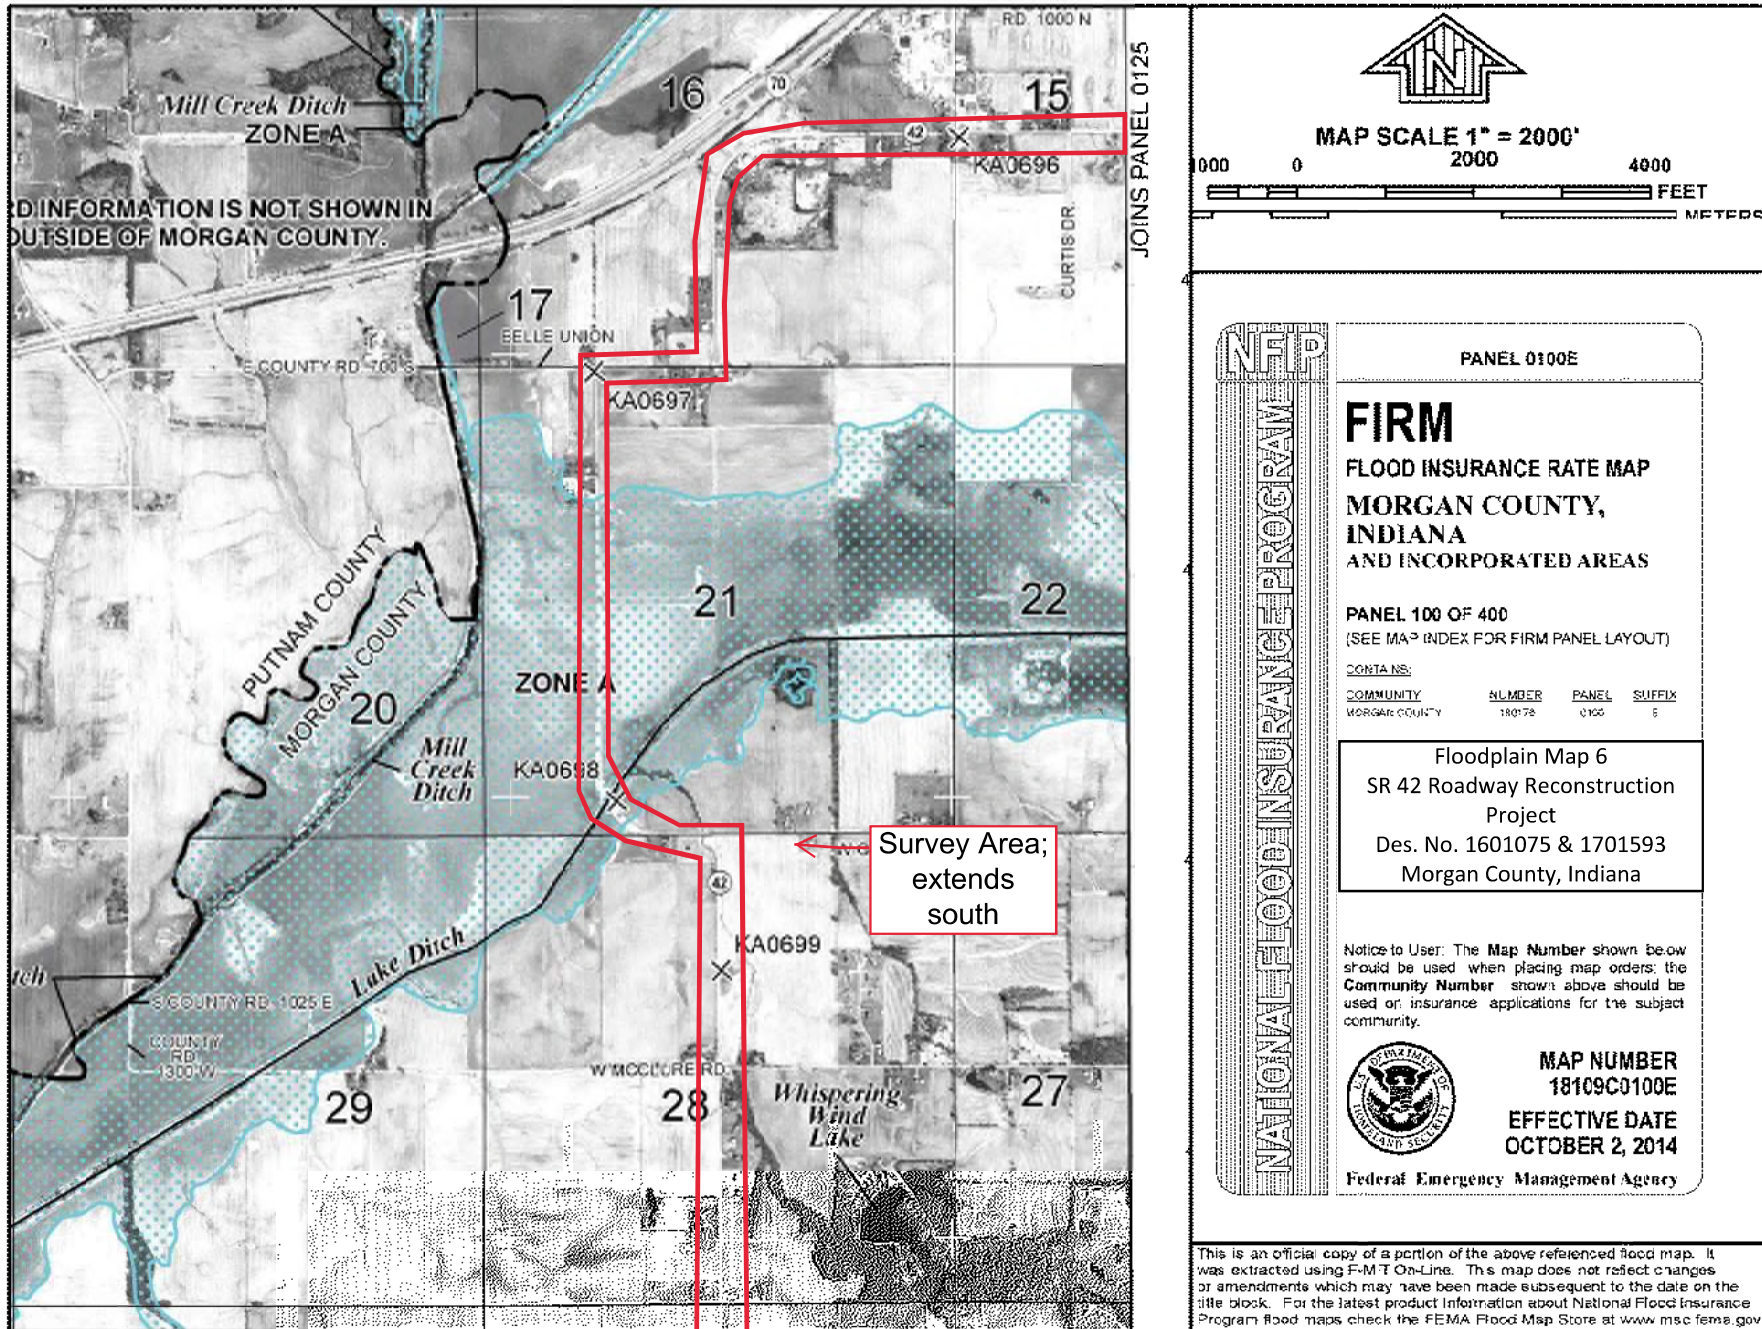 RD. 1000 N
16
70
15
Mill Creek Ditch
ZONE A
42
KA0696
JOINS PANEL 0125
D INFORMATION IS NOT SHOWN IN
OUTSIDE OF MORGAN COUNTY.
CURTIS DR.
17
BELLE UNION
E COUNTY RD 700 S
KA0697
PUTNAM COUNTY
MORGAN COUNTY
21
22
20
ZONE A
Mill
Creek
Ditch
KA0698
Survey Area;
extends
south
42
KA0699
Lake Ditch
tch
S COUNTY RD. 1025 E
COUNTY
RD.
1300 W
W MCCLURE RD.
29
28
27
Whispering
Wind
Lake
N
MAP SCALE 1" = 2000'
1000 0 2000 4000
FEET
METERS
NFIP
NATIONAL FLOOD INSURANCE PROGRAM
PANEL 0100E
FIRM
FLOOD INSURANCE RATE MAP
MORGAN COUNTY,
INDIANA
AND INCORPORATED AREAS
PANEL 100 OF 400
(SEE MAP INDEX FOR FIRM PANEL LAYOUT)
CONTAINS:
COMMUNITY NUMBER PANEL SUFFIX
MORGAN COUNTY 180176 0100 E
Floodplain Map 6
SR 42 Roadway Reconstruction
Project
Des. No. 1601075 & 1701593
Morgan County, Indiana
Notice to User: The Map Number shown below
should be used when placing map orders; the
Community Number shown above should be
used on insurance applications for the subject
community.
U.S. DEPARTMENT OF HOMELAND SECURITY
MAP NUMBER
18109C0100E
EFFECTIVE DATE
OCTOBER 2, 2014
Federal Emergency Management Agency
This is an official copy of a portion of the above referenced flood map. It
was extracted using F-MIT On-Line. This map does not reflect changes
or amendments which may have been made subsequent to the date on the
title block. For the latest product information about National Flood Insurance
Program flood maps check the FEMA Flood Map Store at www.msc.fema.gov